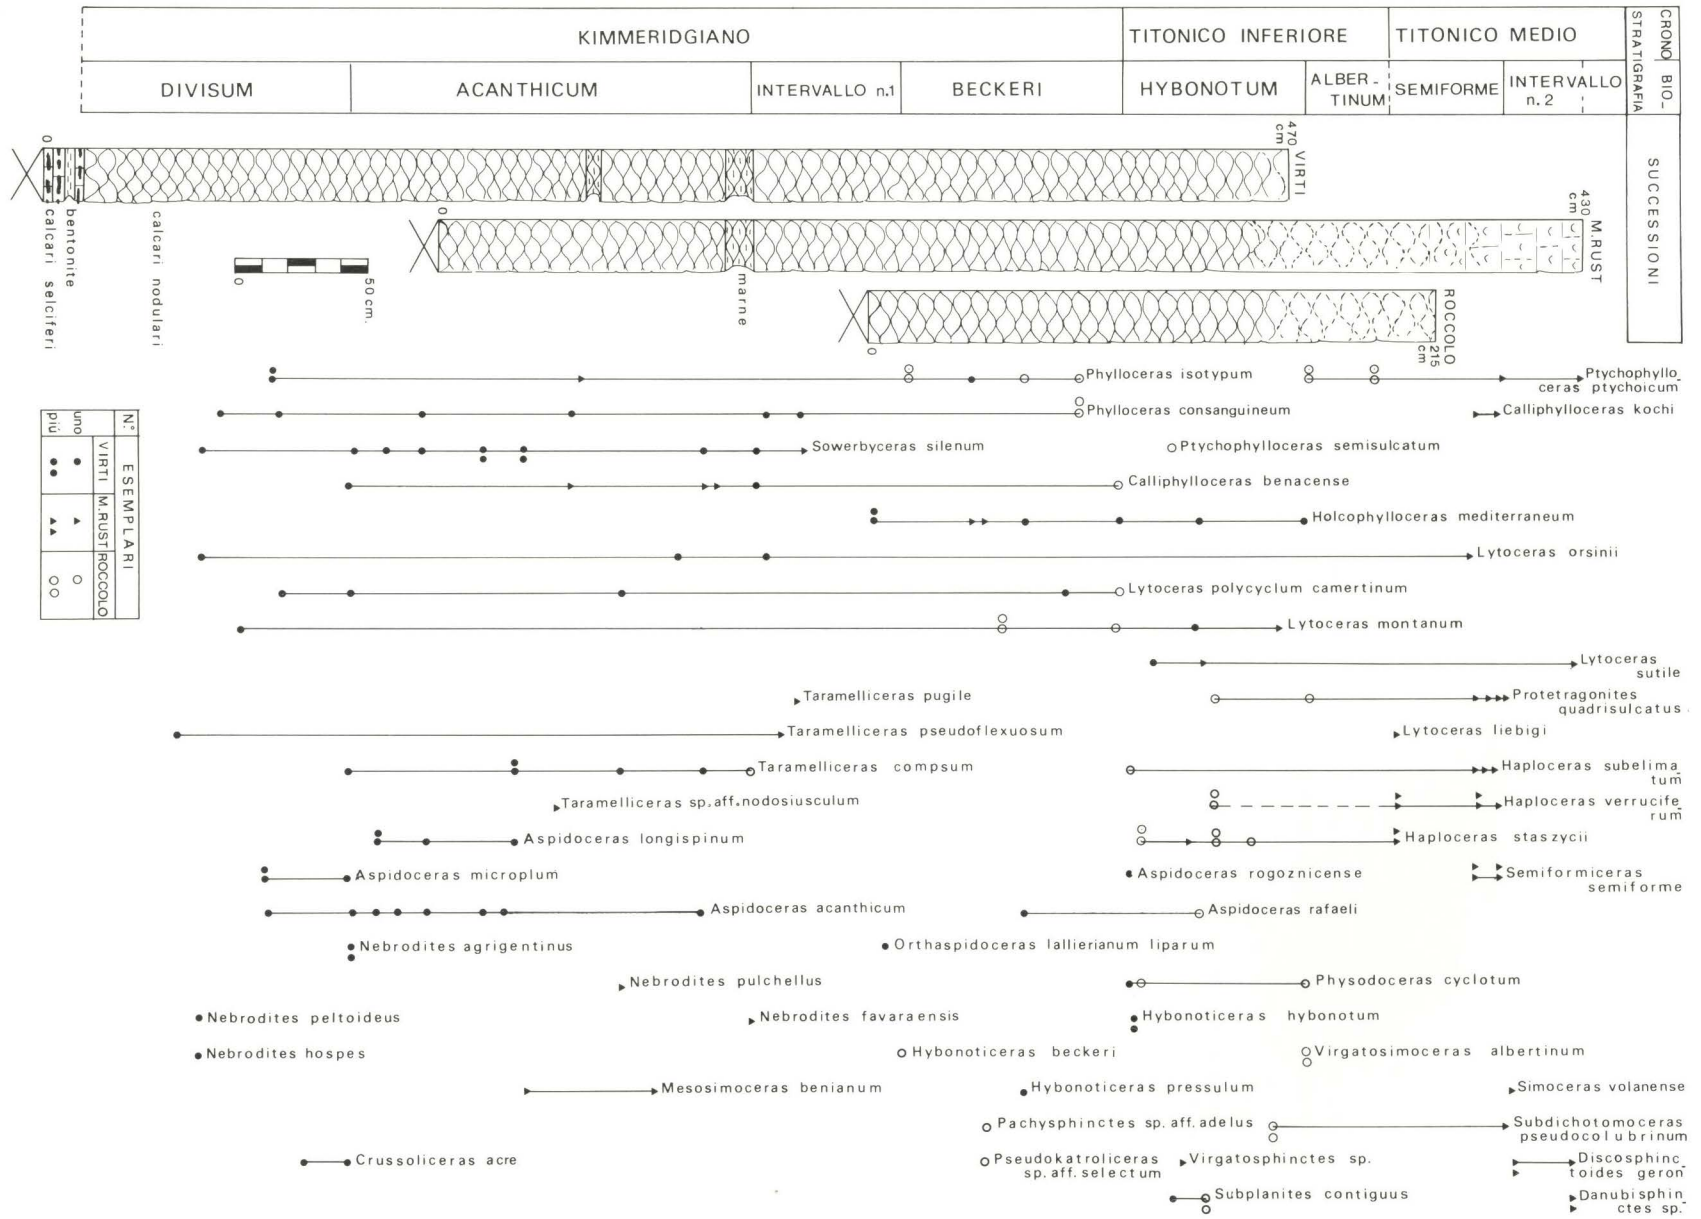 KIMMERIDGIANO
TITONICO INFERIORE
TITONICO MEDIO
CRONO
STRATIGRAFIA
BIO_
DIVISUM
ACANTHICUM
INTERVALLO n.1
BECKERI
HYBONOTUM
ALBER-
TINUM
SEMIFORME
INTERVALLO
n. 2
SUCCESSIONI
0
470
cm
VIRTI
0
430
cm
M.RUST
0
215
cm
ROCCOLO
calcari selciferi
bentonite
calcari nodulari
marne
0
50 cm.
N.°
ESEMPLARI
VIRTI
M.RUST
ROCCOLO
uno
più
Phylloceras isotypum
Ptychophyllo_
ceras ptychoicum
Phylloceras consanguineum
Calliphylloceras kochi
Sowerbyceras silenum
Ptychophylloceras semisulcatum
Calliphylloceras benacense
Holcophylloceras mediterraneum
Lytoceras orsinii
Lytoceras polycyclum camertinum
Lytoceras montanum
Lytoceras
sutile
Taramelliceras pugile
Protetragonites
quadrisulcatus
Taramelliceras pseudoflexuosum
Lytoceras liebigi
Taramelliceras compsum
Haploceras subelima_
tum
Taramelliceras sp.aff.nodosiusculum
Haploceras verrucife_
rum
Aspidoceras longispinum
Haploceras staszycii
Aspidoceras microplum
Aspidoceras rogoznicense
Semiformiceras
semiforme
Aspidoceras acanthicum
Aspidoceras rafaeli
Nebrodites agrigentinus
Orthaspidoceras lallierianum liparum
Nebrodites pulchellus
Physodoceras cyclotum
Nebrodites peltoideus
Nebrodites favaraensis
Hybonoticeras hybonotum
Nebrodites hospes
Hybonoticeras beckeri
Virgatosimoceras albertinum
Mesosimoceras benianum
Hybonoticeras pressulum
Simoceras volanense
Pachysphinctes sp. aff. adelus
Subdichotomoceras
pseudocolubrinum
Crussoliceras acre
Pseudokatroliceras
sp. aff. selectum
Virgatosphinctes sp.
Discosphinc_
toides geron
Subplanites contiguus
Danubisphin_
ctes sp.